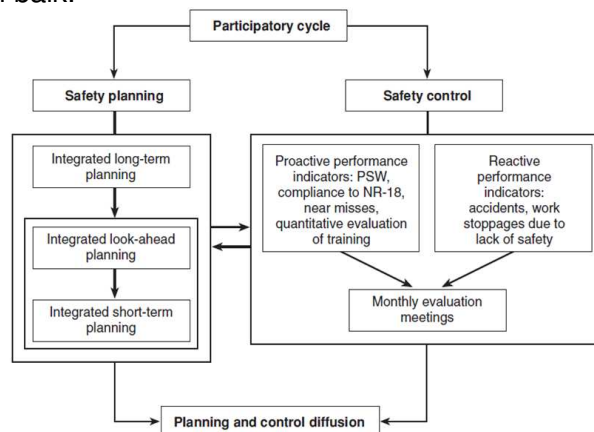 Participatory cycle
Safety planning
Safety control
Integrated long-term
planning
Integrated look-ahead
planning
Integrated short-term
planning
Proactive performance
indicators: PSW,
compliance to NR-18,
near misses,
quantitative evaluation
of training
Reactive
performance
indicators:
accidents, work
stoppages due to
lack of safety
Monthly evaluation
meetings
Planning and control diffusion